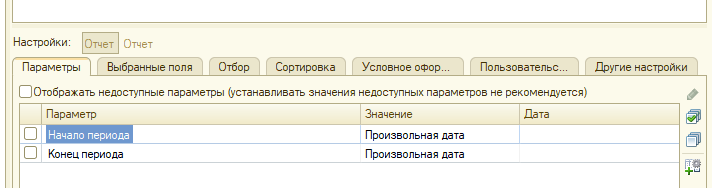 Настройки: Отчет Отчет
Параметры Выбранные поля Отбор Сортировка Условное офор... Пользовательс... Другие настройки
Отображать недоступные параметры (устанавливать значения недоступных параметров не рекомендуется)
Параметр Значение Дата
Начало периода Произвольная дата
Конец периода Произвольная дата